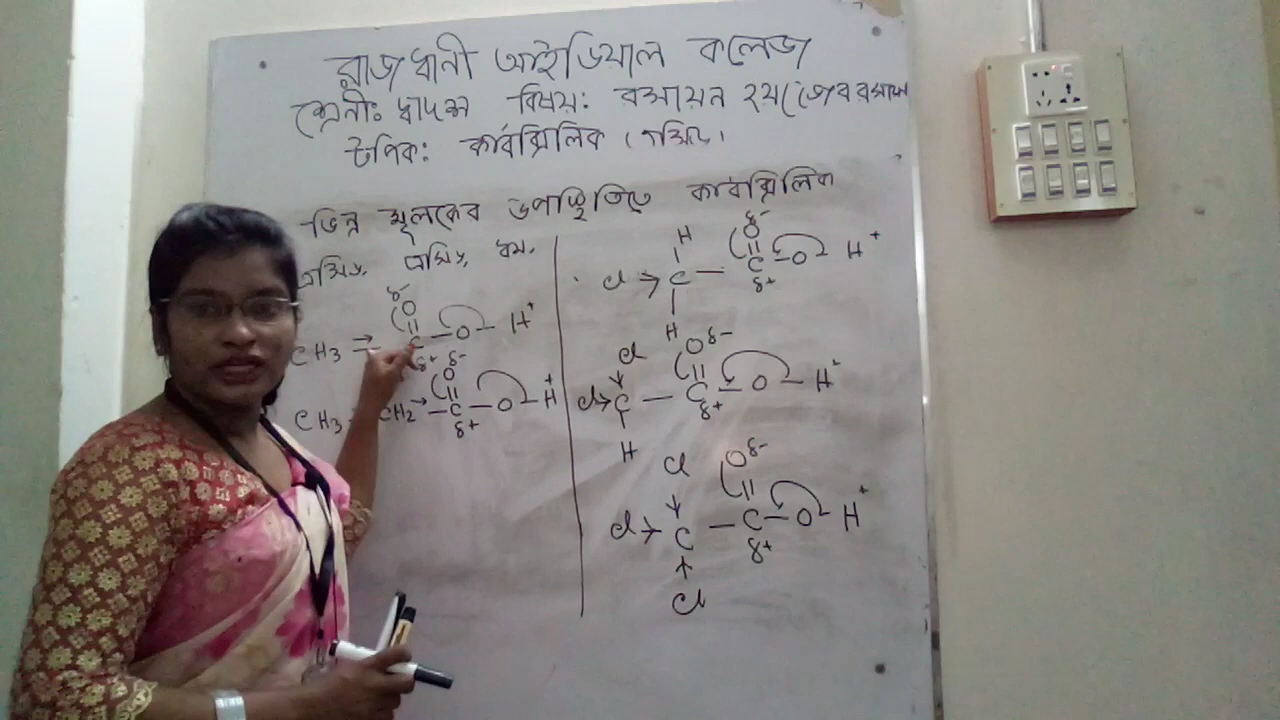 রাজধানী আইডিয়াল কলেজ
শ্রেনীঃ দ্বাদশ বিষয়ঃ রসায়ন ২য়
টপিকঃ কার্বক্সিলিক এসিড।
ভিন্ন মূলকের উপস্থিতিতে কার্বক্সিলিক
এসিড
δ-
O
CH3 → C - O - H+
δ+
δ-
O
CH3 - CH2 → C - O - H+
δ+
H δ-
O
Cl → C - C - O - H+
δ+
H
Cl O δ-
Cl → C - C - O - H+
δ+
H
Cl O δ-
Cl → C - C - O - H+
δ+
Cl